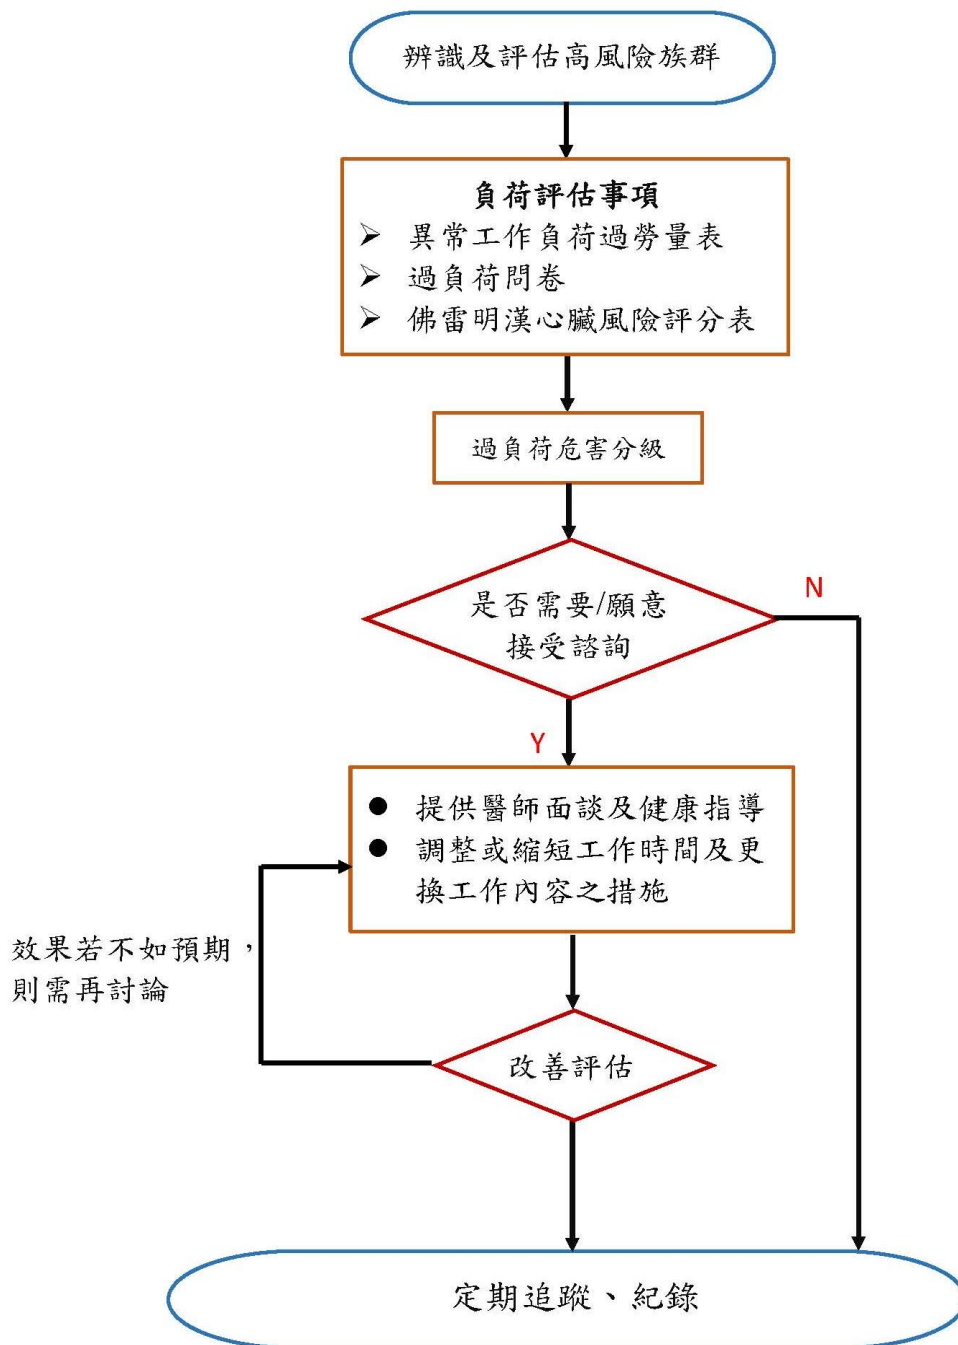 辨識及評估高風險族群
負荷評估事項
➢ 異常工作負荷過勞量表
➢ 過負荷問卷
➢ 佛雷明漢心臟風險評分表
過負荷危害分級
是否需要/願意
接受諮詢
N
Y
● 提供醫師面談及健康指導
● 調整或縮短工作時間及更
換工作內容之措施
效果若不如預期，
則需再討論
改善評估
定期追蹤、紀錄